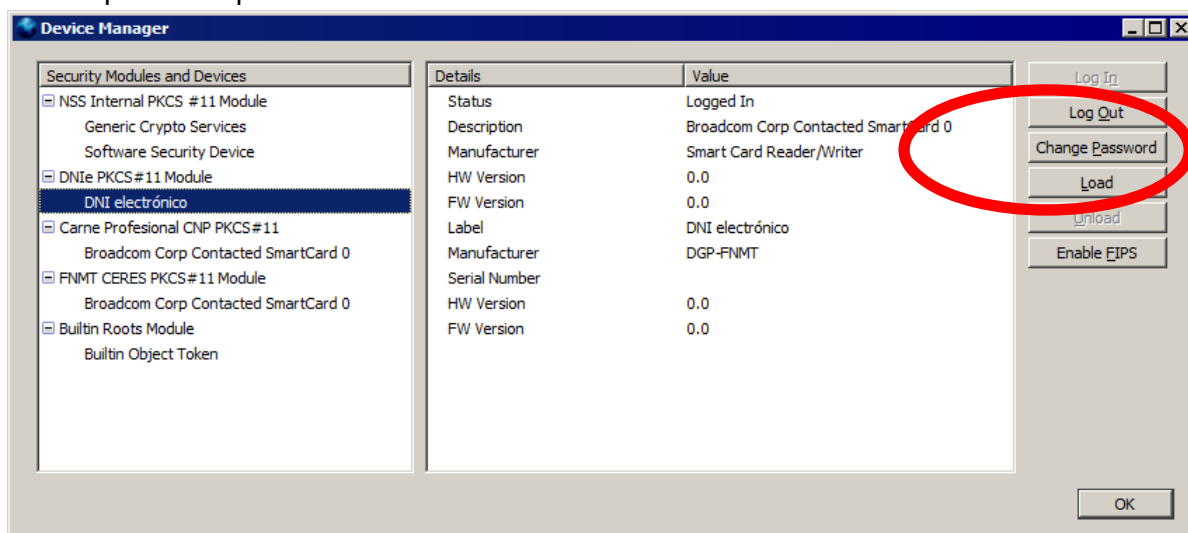 Device Manager
Security Modules and Devices
NSS Internal PKCS #11 Module
Generic Crypto Services
Software Security Device
DNIe PKCS#11 Module
DNI electrónico
Carne Profesional CNP PKCS#11
Broadcom Corp Contacted SmartCard 0
FNMT CERES PKCS#11 Module
Broadcom Corp Contacted SmartCard 0
Builtin Roots Module
Builtin Object Token
Details Value
Status Logged In
Description Broadcom Corp Contacted SmartCard 0
Manufacturer Smart Card Reader/Writer
HW Version 0.0
FW Version 0.0
Label DNI electrónico
Manufacturer DGP-FNMT
Serial Number
HW Version 0.0
FW Version 0.0
Log In
Log Out
Change Password
Load
Unload
Enable FIPS
OK